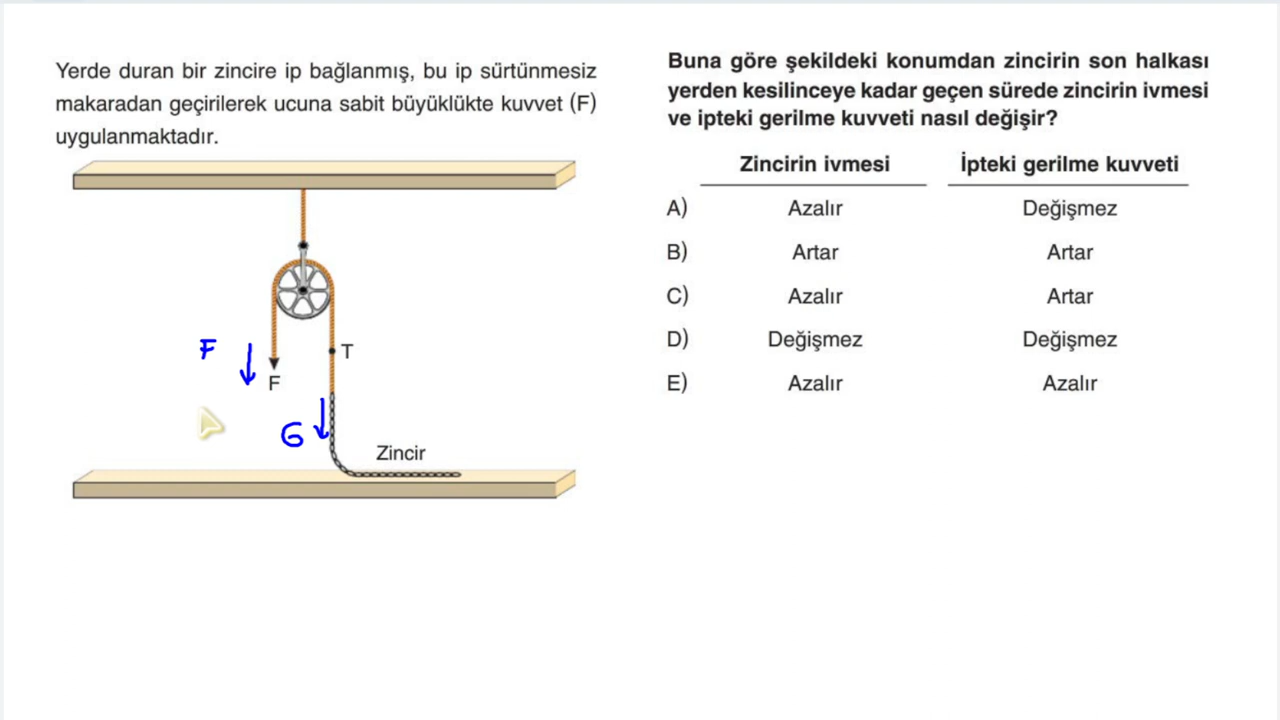 Yerde duran bir zincire ip bağlanmış, bu ip sürtünmesiz
makaradan geçirilerek ucuna sabit büyüklükte kuvvet (F)
uygulanmaktadır.
F
F
T
G
Zincir
Buna göre şekildeki konumdan zincirin son halkası
yerden kesilinceye kadar geçen sürede zincirin ivmesi
ve ipteki gerilme kuvveti nasıl değişir?
Zincirin ivmesi İpteki gerilme kuvveti
A) Azalır Değişmez
B) Artar Artar
C) Azalır Artar
D) Değişmez Değişmez
E) Azalır Azalır